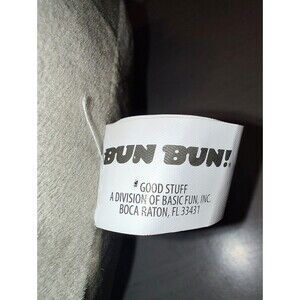 BUN BUN!
GOOD STUFF
A DIVISION OF BASIC FUN, INC.
BOCA RATON, FL 33431